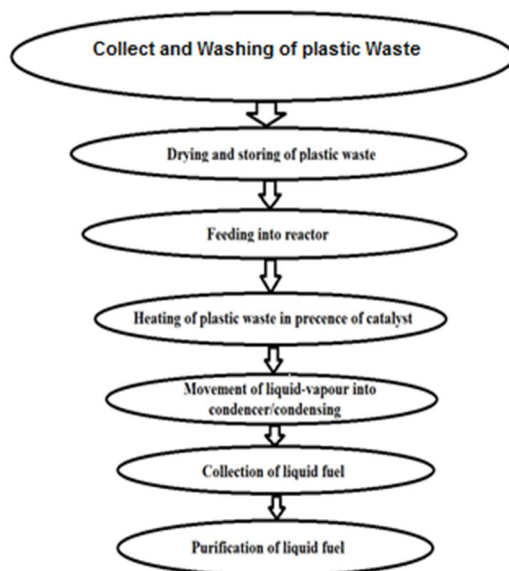 Collect and Washing of plastic Waste
Drying and storing of plastic waste
Feeding into reactor
Heating of plastic waste in precence of catalyst
Movement of liquid-vapour into
condencer/condensing
Collection of liquid fuel
Purification of liquid fuel